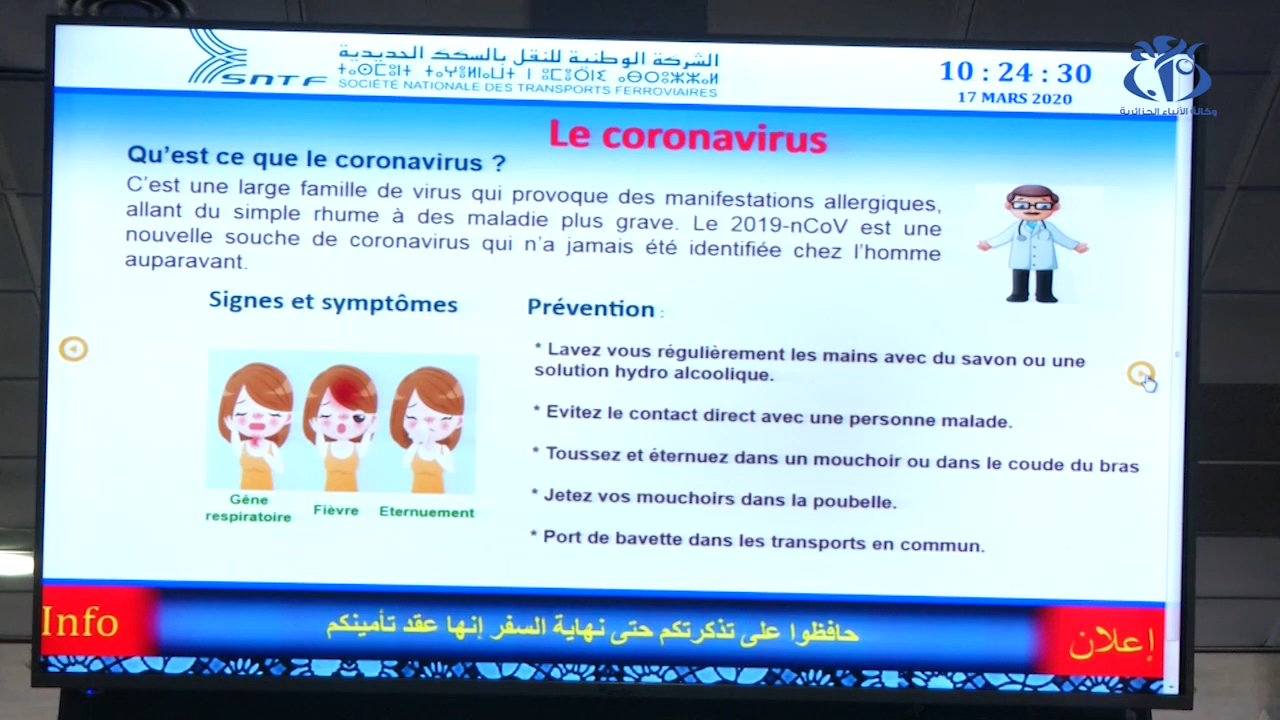 الشركة الوطنية للنقل بالسكك الحديدية
SNTF
SOCIÉTÉ NATIONALE DES TRANSPORTS FERROVIAIRES
10 : 24 : 30
17 MARS 2020
وكالة الأنباء الجزائرية
Le coronavirus
Qu'est ce que le coronavirus ?
C'est une large famille de virus qui provoque des manifestations allergiques,
allant du simple rhume à des maladie plus grave. Le 2019-nCoV est une
nouvelle souche de coronavirus qui n'a jamais été identifiée chez l'homme
auparavant.
Signes et symptômes
Gêne
respiratoire
Fièvre
Eternuement
Prévention :
* Lavez vous régulièrement les mains avec du savon ou une
solution hydro alcoolique.
* Evitez le contact direct avec une personne malade.
* Toussez et éternuez dans un mouchoir ou dans le coude du bras
* Jetez vos mouchoirs dans la poubelle.
* Port de bavette dans les transports en commun.
Info
حافظوا على تذكرتكم حتى نهاية السفر إنها عقد تأمينكم
إعلان